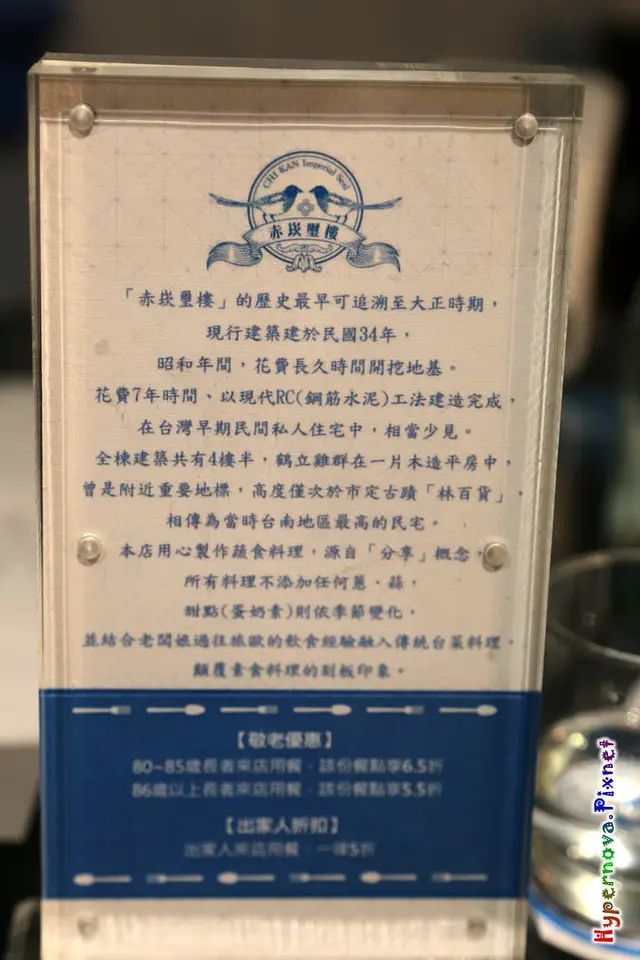 CHI KAN Imperial Seal
赤崁璽樓
「赤崁璽樓」的歷史最早可追溯至大正時期，
現行建築建於民國34年，
昭和年間，花費長久時間開挖地基。
花費7年時間、以現代RC(鋼筋水泥)工法建造完成，
在台灣早期民間私人住宅中，相當少見。
全棟建築共有4樓半，鶴立雞群在一片木造平房中，
曾是附近重要地標，高度僅次於市定古蹟「林百貨」，
相傳為當時台南地區最高的民宅。
本店用心製作蔬食料理，源自「分享」概念，
所有料理不添加任何蔥、蒜，
甜點(蛋奶素)則依季節變化，
並結合老闆娘過往旅歐的飲食經驗融入傳統台菜料理，
顛覆素食料理的刻板印象。
【敬老優惠】
80~85歲長者來店用餐，該份餐點享6.5折
86歲以上長者來店用餐，該份餐點享5.5折
【出家人折扣】
出家人來店用餐，一律5折
Hypernova.Pixnet